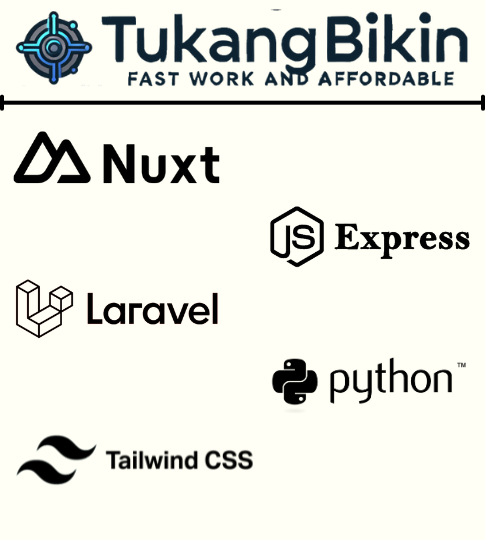 TukangBikin
FAST WORK AND AFFORDABLE
Nuxt
JS Express
Laravel
python™
Tailwind CSS